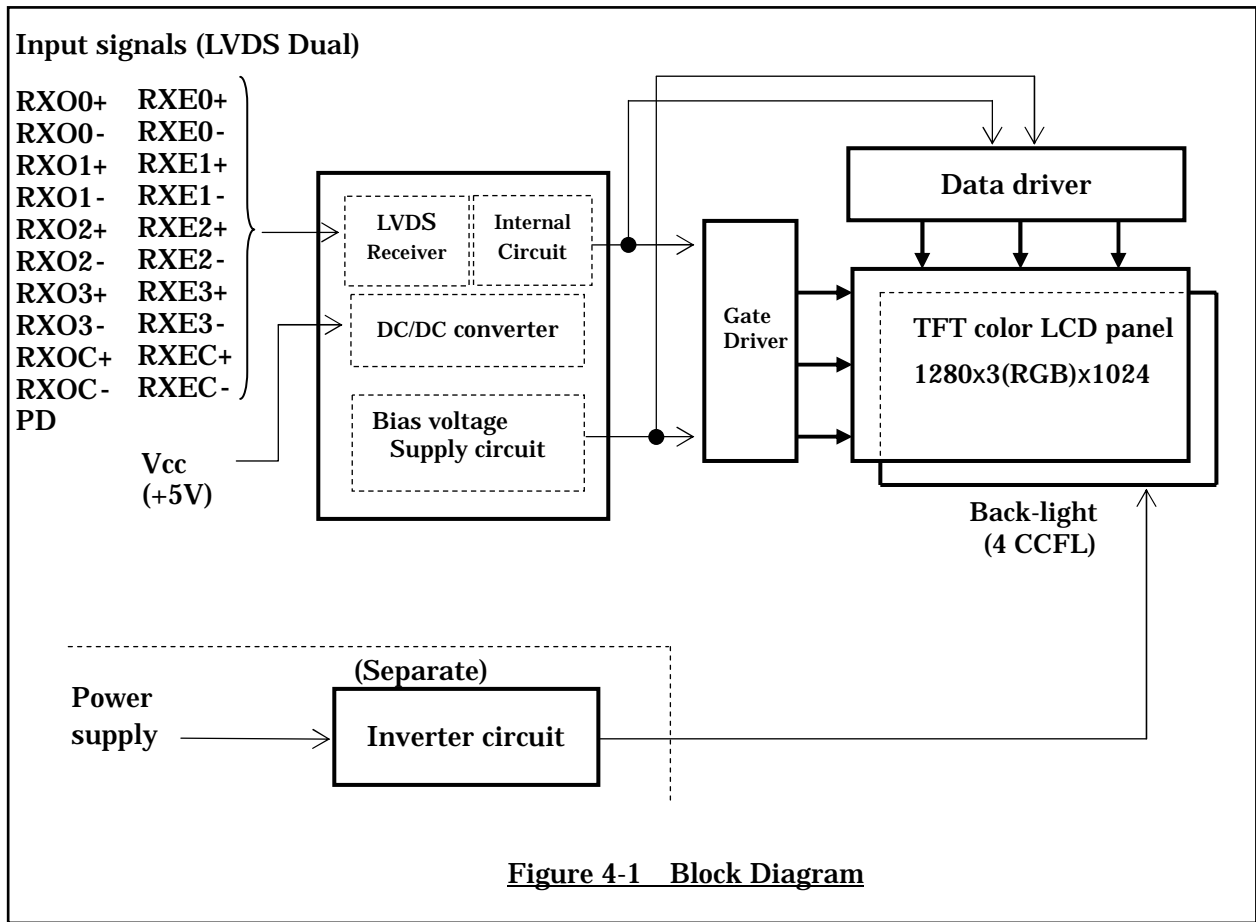 Input signals (LVDS Dual)
RXO0+ RXE0+
RXO0- RXE0-
RXO1+ RXE1+
RXO1- RXE1-
RXO2+ RXE2+
RXO2- RXE2-
RXO3+ RXE3+
RXO3- RXE3-
RXOC+ RXEC+
RXOC- RXEC-
PD
Vcc
(+5V)
LVDS
Receiver
Internal
Circuit
DC/DC converter
Bias voltage
Supply circuit
Gate
Driver
Data driver
TFT color LCD panel
1280x3(RGB)x1024
Back-light
(4 CCFL)
(Separate)
Power
supply
Inverter circuit
Figure 4-1 Block Diagram